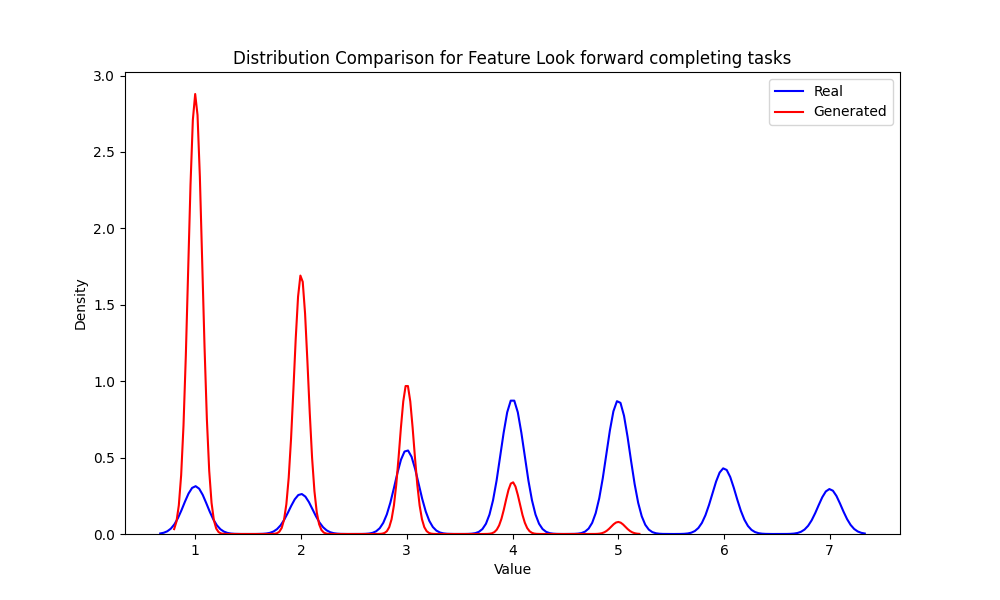 Distribution Comparison for Feature Look forward completing tasks
Real
Generated
3.0
2.5
2.0
1.5
1.0
0.5
0.0
Density
1 2 3 4 5 6 7
Value